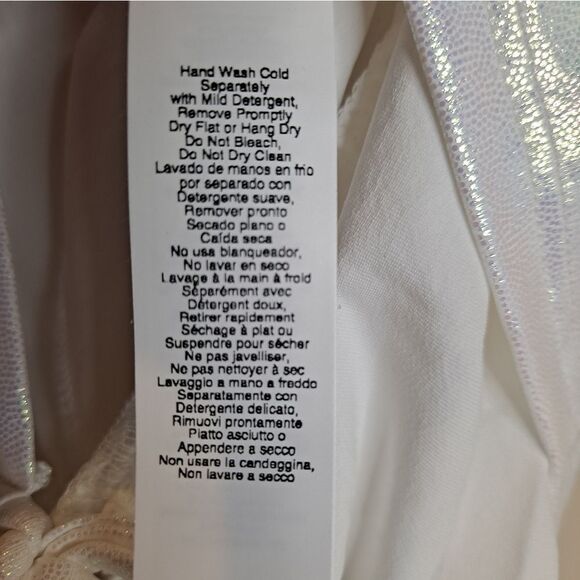 Hand Wash Cold
Separately
with Mild Detergent,
Remove Promptly
Dry Flat or Hang Dry
Do Not Bleach,
Do Not Dry Clean
Lavado de manos en frio
por separado con
Detergente suave,
Remover pronto
Secado plano o
Caída seca
No usa blanqueador,
No lavar en seco
Lavage à la main à froid
Séparément avec
Détergent doux,
Retirer rapidement
Séchage à plat ou
Suspendre pour sécher
Ne pas javelliser,
Ne pas nettoyer à sec
Lavaggio a mano a freddo
Separatamente con
Detergente delicato,
Rimuovi prontamente
Piatto asciutto o
Appendere a secco
Non usare la candeggina,
Non lavare a secco